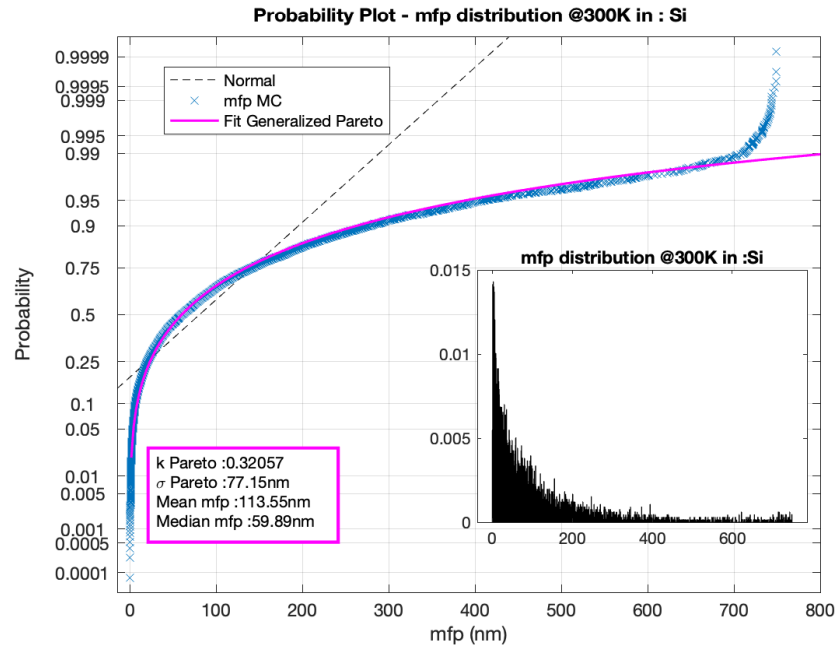 Probability Plot - mfp distribution @300K in : Si
0.9999
0.9995
0.999
0.995
0.99
0.95
0.9
0.75
0.5
0.25
0.1
0.05
0.01
0.005
0.001
0.0005
0.0001
Probability
Normal
mfp MC
Fit Generalized Pareto
mfp distribution @300K in :Si
0.015
0.01
0.005
0
0 200 400 600
k Pareto :0.32057
σ Pareto :77.15nm
Mean mfp :113.55nm
Median mfp :59.89nm
0 100 200 300 400 500 600 700 800
mfp (nm)